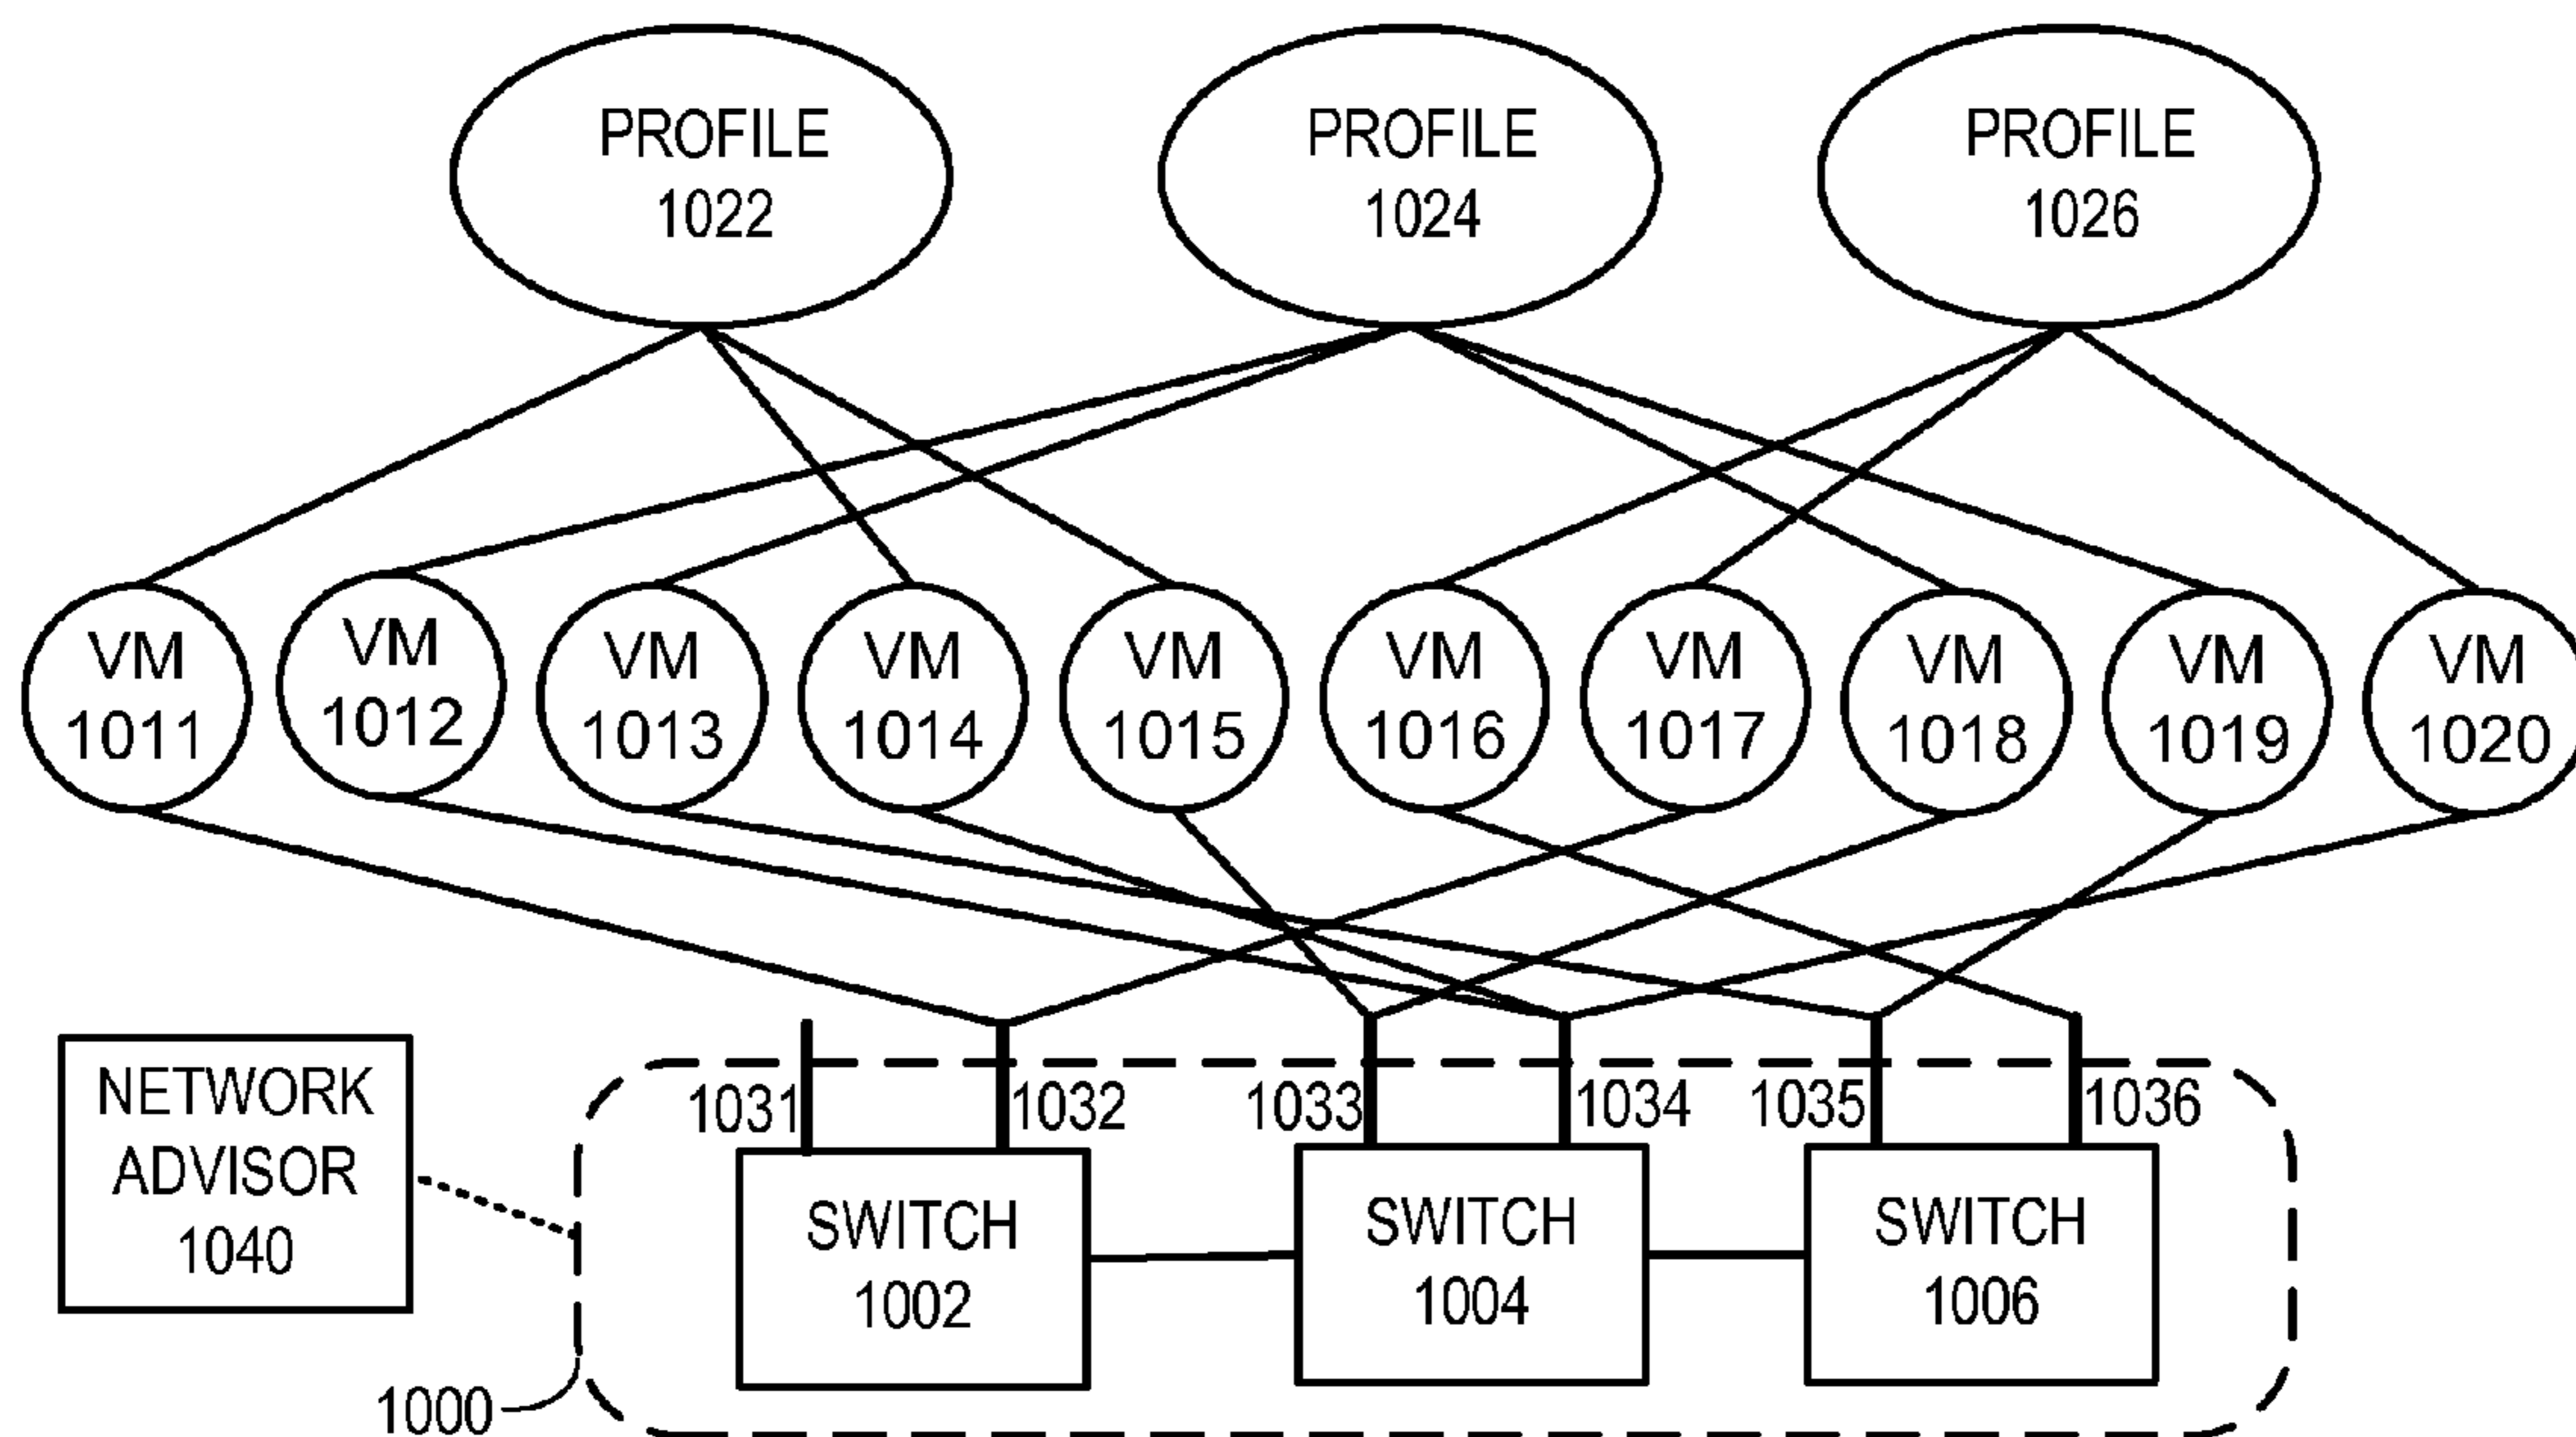 PROFILE
1022
PROFILE
1024
PROFILE
1026
VM
1011
VM
1012
VM
1013
VM
1014
VM
1015
VM
1016
VM
1017
VM
1018
VM
1019
VM
1020
1031
1032
1033
1034
1035
1036
NETWORK
ADVISOR
1040
SWITCH
1002
SWITCH
1004
SWITCH
1006
1000